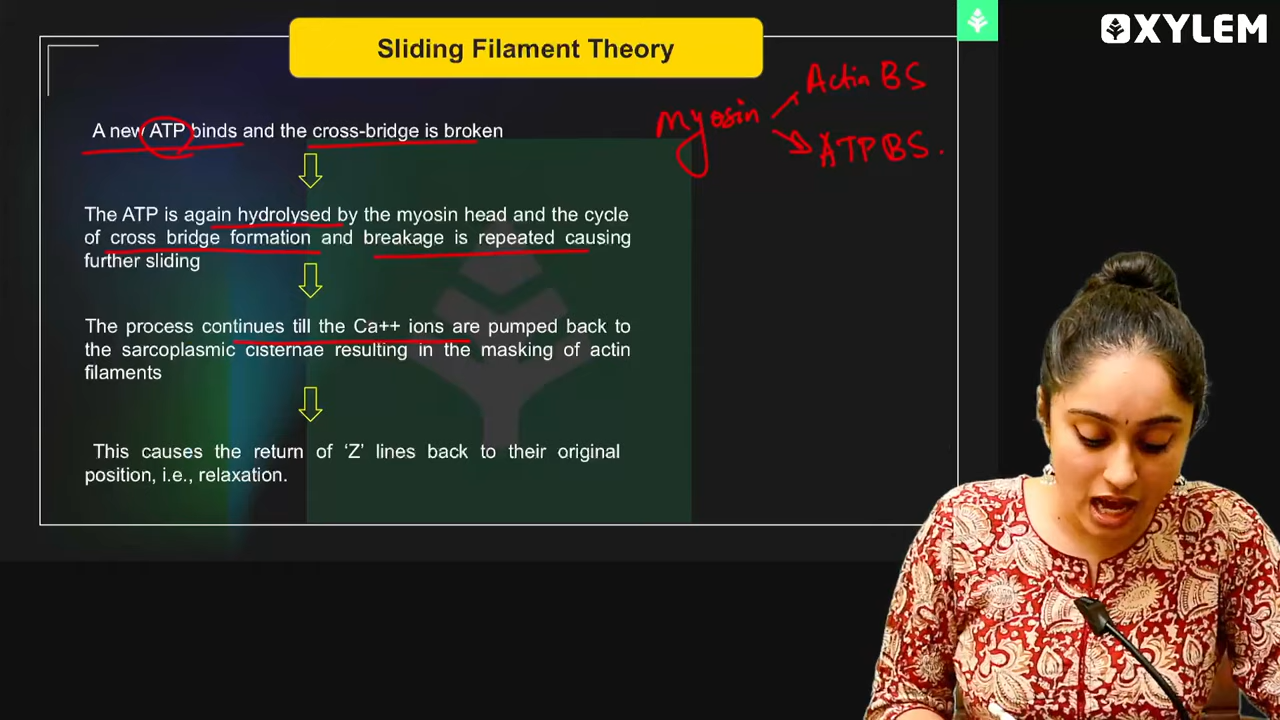 Sliding Filament Theory
OXYLEM
A new ATP binds and the cross-bridge is broken
Myosin
Actin BS
ATP BS.
The ATP is again hydrolysed by the myosin head and the cycle
of cross bridge formation and breakage is repeated causing
further sliding
The process continues till the Ca++ ions are pumped back to
the sarcoplasmic cisternae resulting in the masking of actin
filaments
This causes the return of ‘Z’ lines back to their original
position, i.e., relaxation.